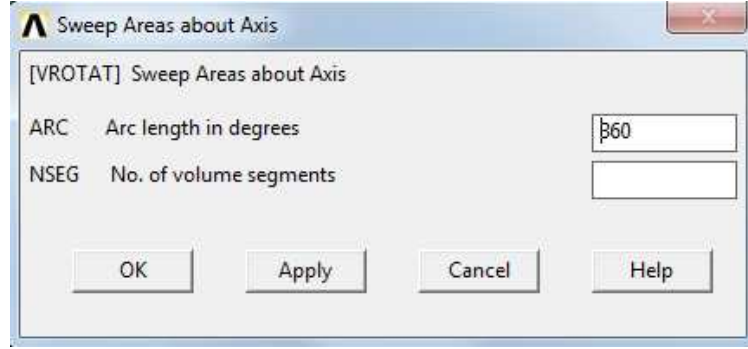 Sweep Areas about Axis
[VROTAT] Sweep Areas about Axis
ARC Arc length in degrees 360
NSEG No. of volume segments
OK Apply Cancel Help